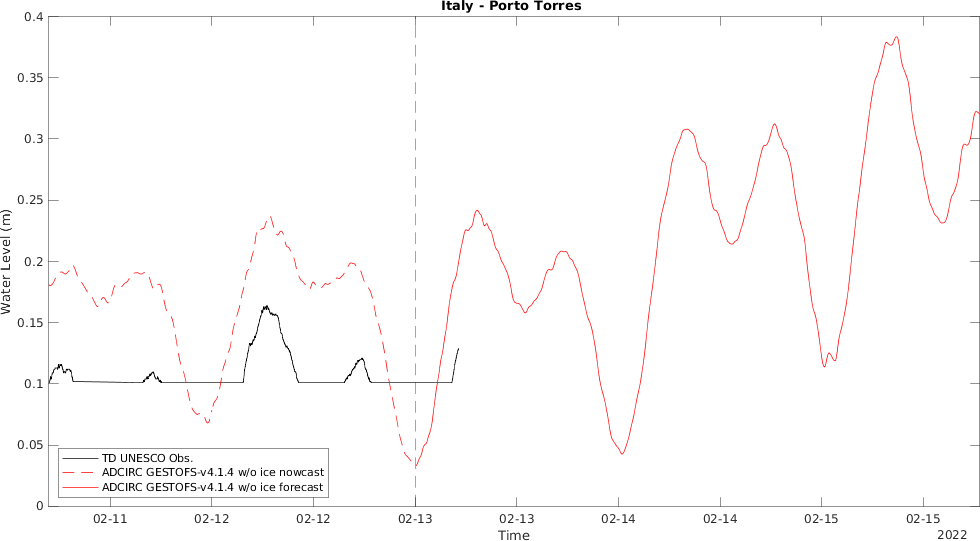 Italy - Porto Torres
0.4
0.35
0.3
0.25
0.2
0.15
0.1
0.05
0
Water Level (m)
TD UNESCO Obs.
ADCIRC GESTOFS-v4.1.4 w/o ice nowcast
ADCIRC GESTOFS-v4.1.4 w/o ice forecast
02-11 02-12 02-12 02-13 02-13 02-14 02-14 02-15 02-15
Time
2022